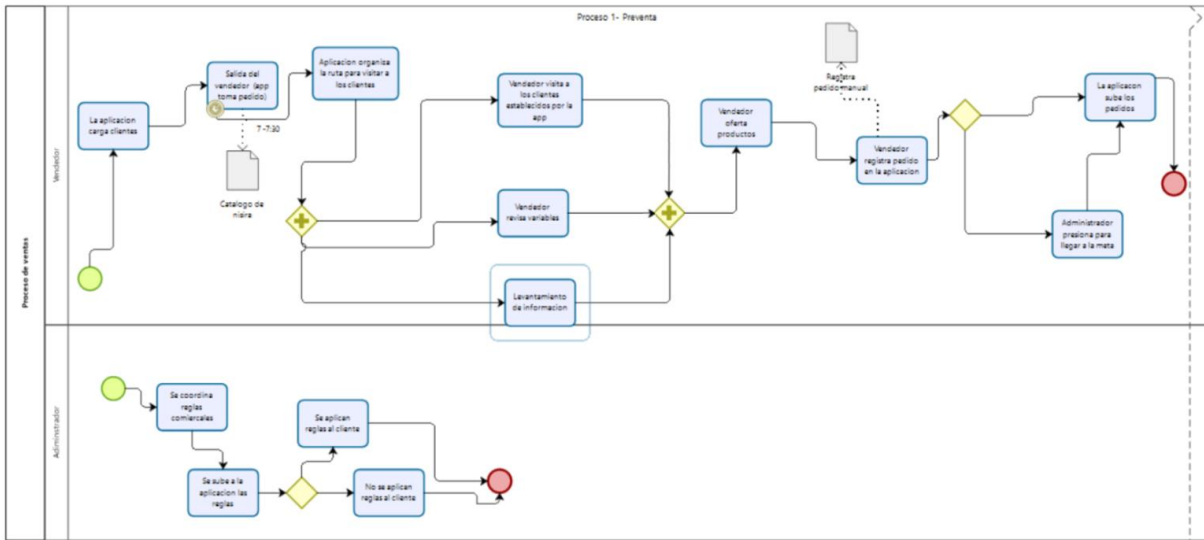 Proceso 1- Preventa
Proceso de ventas
Vendedor
La aplicacion
carga clientes
Salida del
vendedor (app
toma pedido)
7 -7:30
Catalogo de
Aplicacion organiza
la ruta para visitar a
los clientes
Vendedor visita a
los clientes
establecidos por la
app
Vendedor
revisa variables
Levantamiento
de informacion
Vendedor
oferta
productos
Registra
pedido manual
Vendedor
registra pedido
en la aplicacion
La aplicacon
sube los
pedidos
Administrador
presiona para
llegar a la meta
Se coordina
reglas
comiercales
Se sube a la
aplicacion las
reglas
Se aplican
reglas al cliente
No se aplican
reglas al cliente